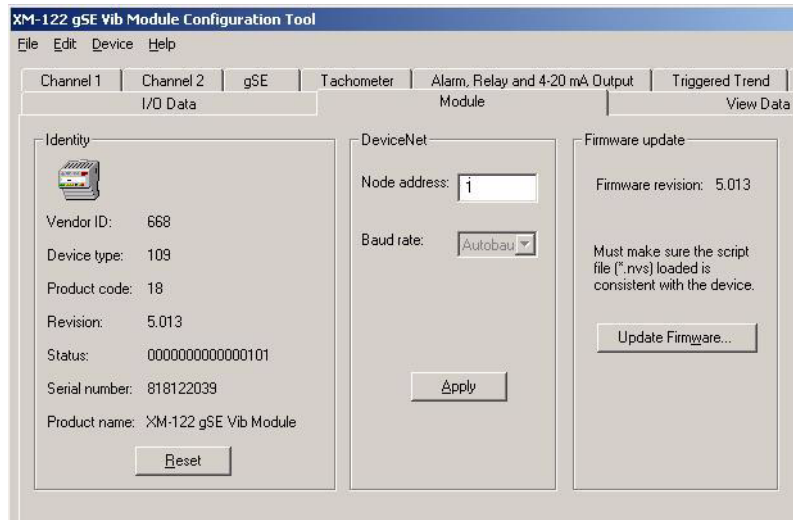 XM-122 gSE Vib Module Configuration Tool
File Edit Device Help
Channel 1 Channel 2 gSE Tachometer Alarm, Relay and 4-20 mA Output Triggered Trend
I/O Data Module View Data
Identity
Vendor ID: 668
Device type: 109
Product code: 18
Revision: 5.013
Status: 0000000000000101
Serial number: 818122039
Product name: XM-122 gSE Vib Module
Reset
DeviceNet
Node address: 1
Baud rate: Autobau
Apply
Firmware update
Firmware revision: 5.013
Must make sure the script
file (*.nvs) loaded is
consistent with the device.
Update Firmware...